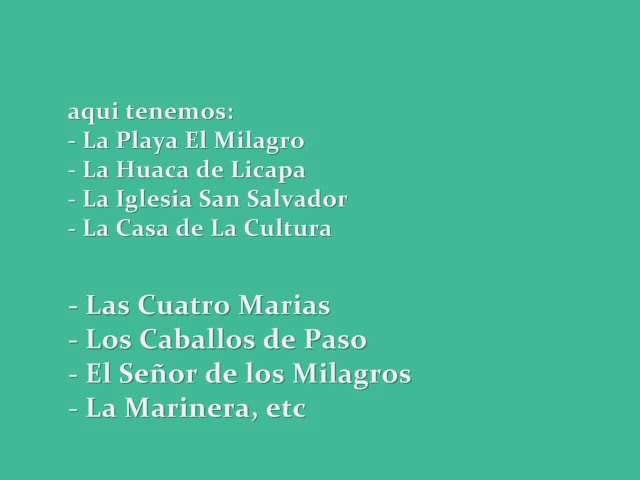 aqui tenemos:
- La Playa El Milagro
- La Huaca de Licapa
- La Iglesia San Salvador
- La Casa de La Cultura
- Las Cuatro Marias
- Los Caballos de Paso
- El Señor de los Milagros
- La Marinera, etc